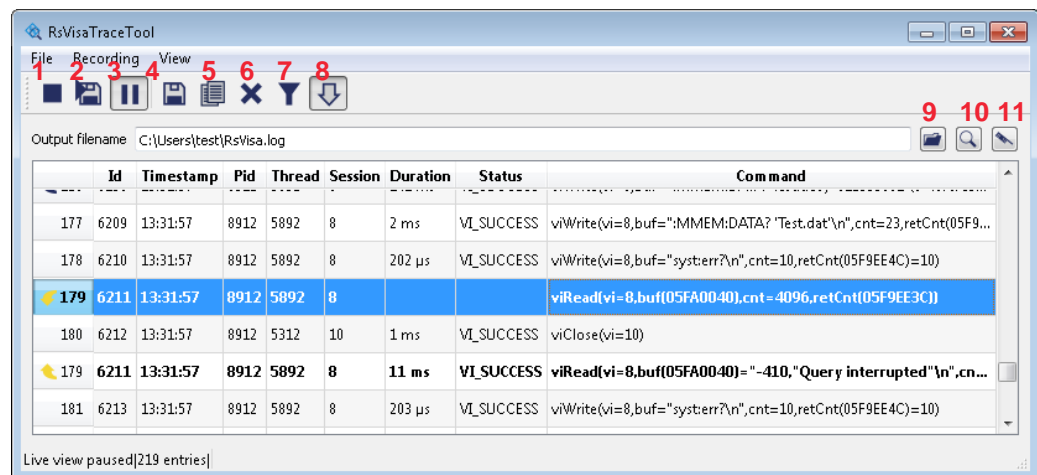 RsVisaTraceTool
File Recording View
1 2 3 4 5 6 7 8
9 10 11
Output filename C:\Users\test\RsVisa.log
Id Timestamp Pid Thread Session Duration Status Command
177 6209 13:31:57 8912 5892 8 2 ms VI_SUCCESS viWrite(vi=8,buf=":MMEM:DATA? 'Test.dat'\n",cnt=23,retCnt(05F9...
178 6210 13:31:57 8912 5892 8 202 µs VI_SUCCESS viWrite(vi=8,buf="syst:err?\n",cnt=10,retCnt(05F9EE4C)=10)
179 6211 13:31:57 8912 5892 8 viRead(vi=8,buf(05FA0040),cnt=4096,retCnt(05F9EE3C))
180 6212 13:31:57 8912 5312 10 1 ms VI_SUCCESS viClose(vi=10)
179 6211 13:31:57 8912 5892 8 11 ms VI_SUCCESS viRead(vi=8,buf(05FA0040)="-410,"Query interrupted"\n",cn...
181 6213 13:31:57 8912 5892 8 203 µs VI_SUCCESS viWrite(vi=8,buf="syst:err?\n",cnt=10,retCnt(05F9EE4C)=10)
Live view paused|219 entries|